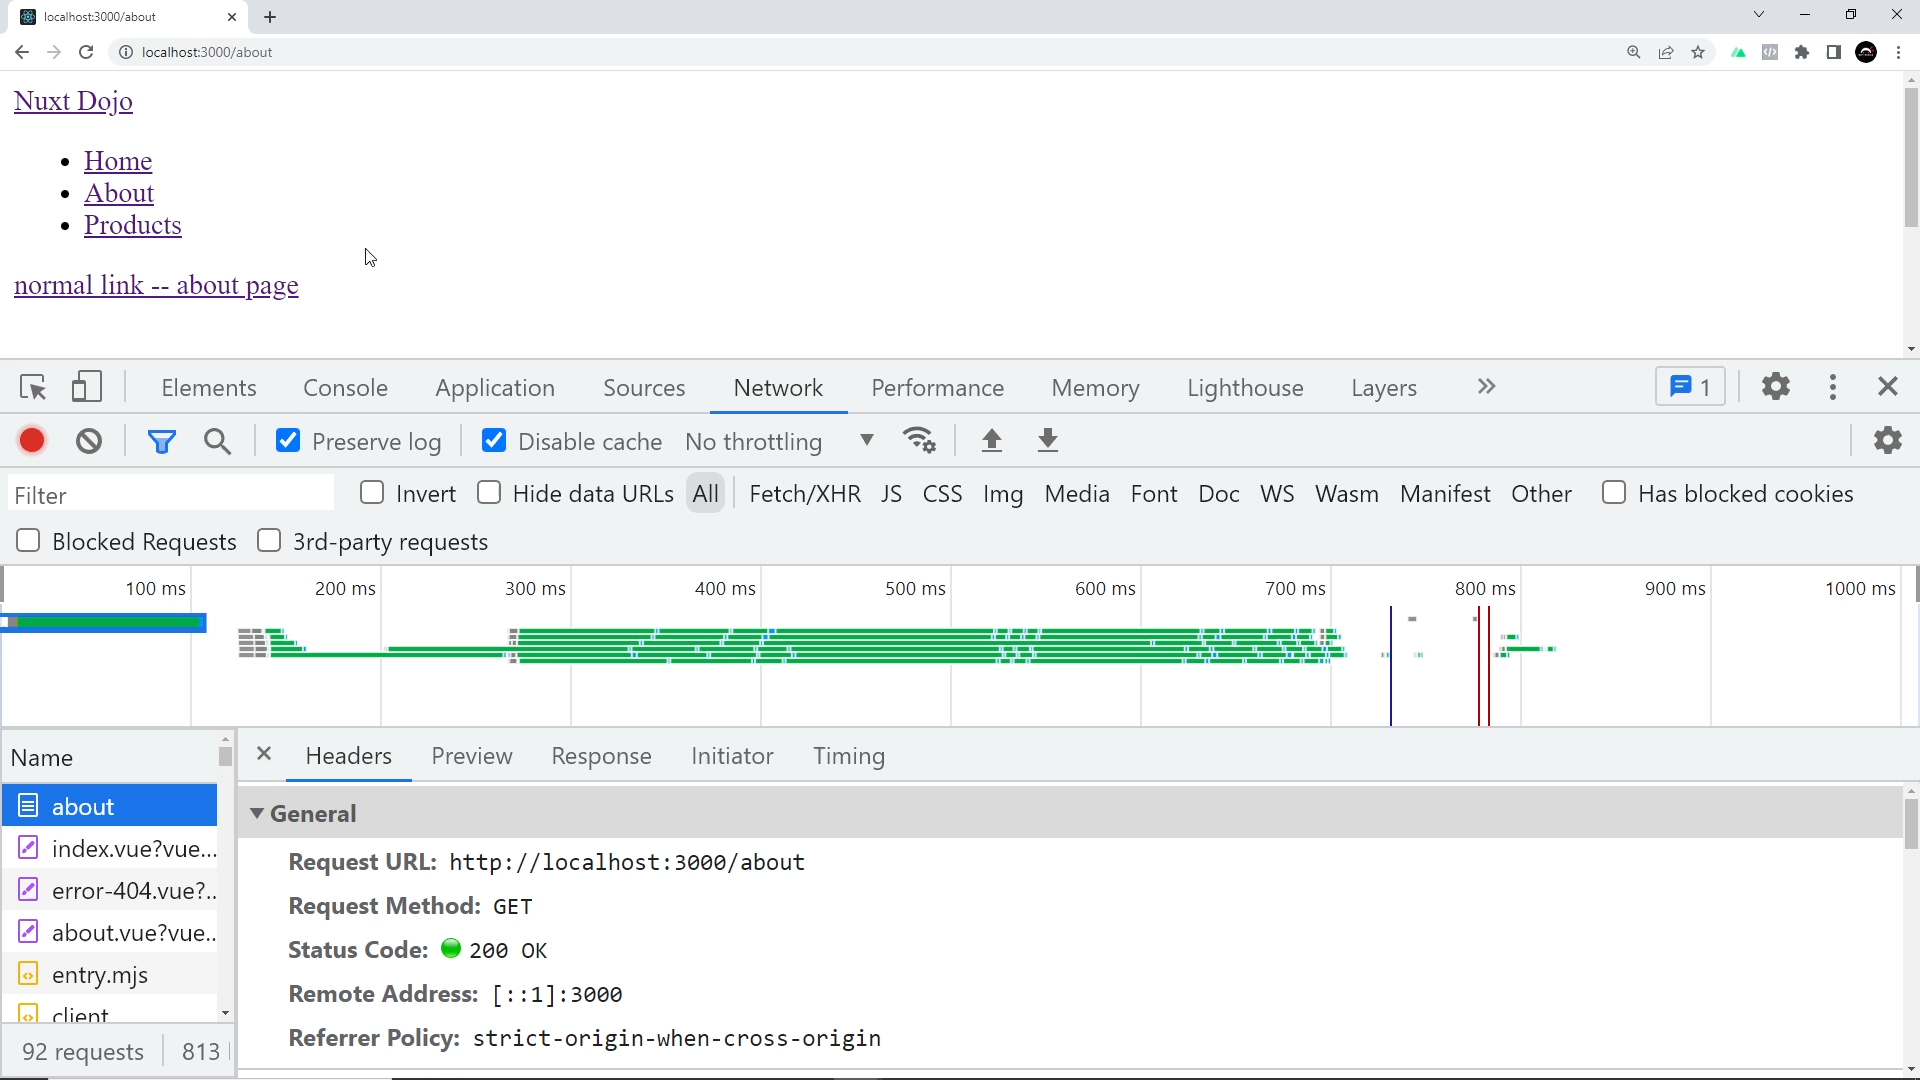 localhost:3000/about
localhost:3000/about
Nuxt Dojo
Home
About
Products
normal link -- about page
Elements Console Application Sources Network Performance Memory Lighthouse Layers 1
Preserve log Disable cache No throttling
Filter Invert Hide data URLs All Fetch/XHR JS CSS Img Media Font Doc WS Wasm Manifest Other Has blocked cookies
Blocked Requests 3rd-party requests
100 ms 200 ms 300 ms 400 ms 500 ms 600 ms 700 ms 800 ms 900 ms 1000 ms
Name
Headers Preview Response Initiator Timing
about
index.vue?vue...
error-404.vue?..
about.vue?vue..
entry.mjs
client
General
Request URL: http://localhost:3000/about
Request Method: GET
Status Code: 200 OK
Remote Address: [::1]:3000
Referrer Policy: strict-origin-when-cross-origin
92 requests 813